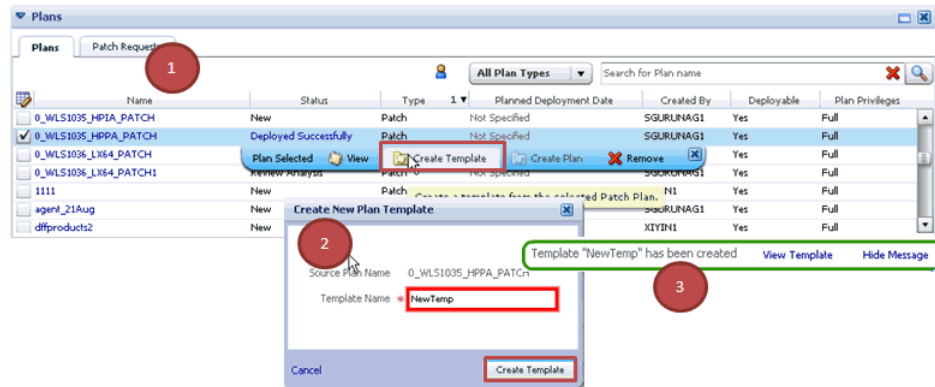 Plans
Plans Patch Requests
1
All Plan Types Search for Plan name
Name Status Type 1 Planned Deployment Date Created By Deployable Plan Privileges
0_WLS1035_HPIA_PATCH New Patch Not Specified SGURUNAG1 Yes Full
0_WLS1035_HPPA_PATCH Deployed Successfully Patch Not Specified SGURUNAG1 Yes Full
0_WLS1036_LX64_PATCH Yes Full
Plan Selected View Create Template Create Plan Remove
0_WLS1036_LX64_PATCH1 Review Analysis Patch Not Specified SGURUNAG1 Yes Full
1111 New Patch Yes Full
Create a template from the selected Patch Plan.
agent_21Aug New SGURUNAG1 Yes Full
dffproducts2 New XIYIN1 Yes Full
Create New Plan Template
2
Source Plan Name 0_WLS1035_HPPA_PATCH
Template Name * NewTemp
Cancel Create Template
Template "NewTemp" has been created View Template Hide Message
3